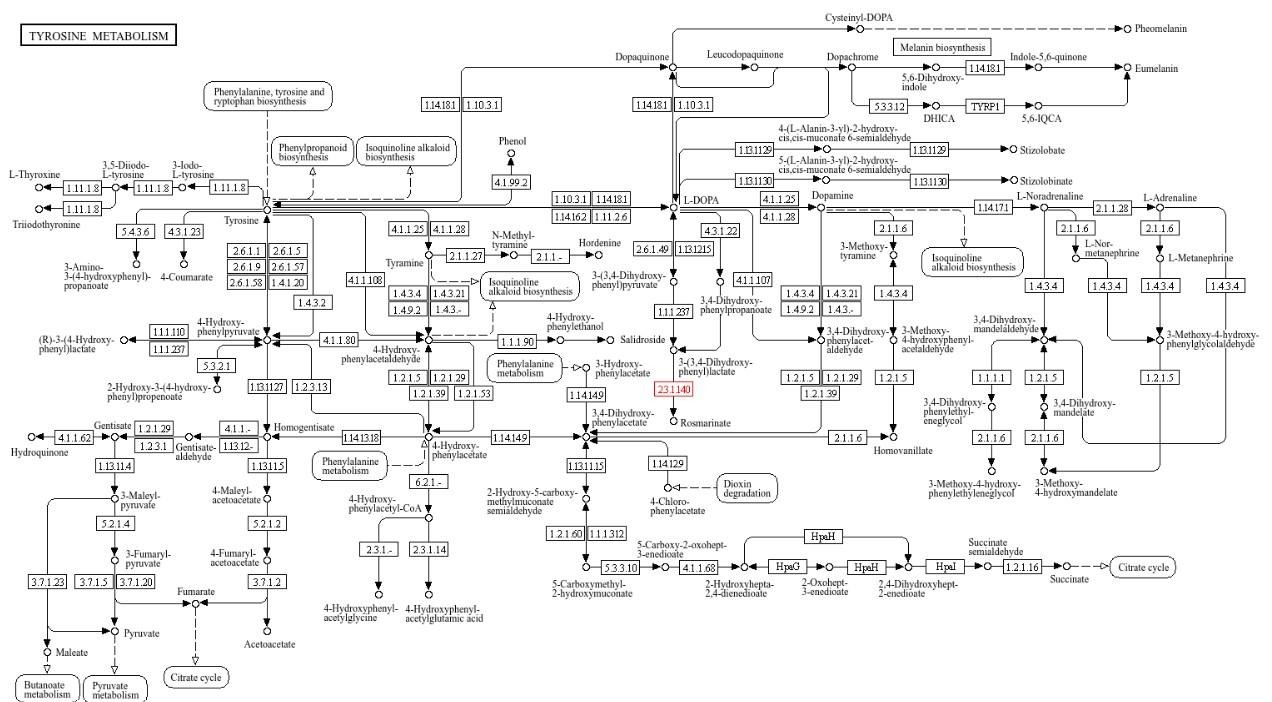 TYROSINE METABOLISM
Cysteinyl-DOPA
Pheomelanin
Dopaquinone
Leucodopaquinone
Dopachrome
Melanin biosynthesis
Indole-5,6-quinone
1.14.18.1
Eumelanin
5,6-Dihydroxy-
indole
Phenylalanine, tyrosine and
ryptophan biosynthesis
1.14.18.1
1.10.3.1
1.14.18.1
1.10.3.1
5.3.3.12
TYRP1
DHICA
5,6-IQCA
Phenylpropanoid
biosynthesis
Isoquinoline alkaloid
biosynthesis
Phenol
4-(L-Alanin-3-yl)-2-hydroxy-
cis,cis-muconate 6-semialdehyde
1.13.11.29
1.13.11.29
Stizolobate
5-(L-Alanin-3-yl)-2-hydroxy-
cis,cis-muconate 6-semialdehyde
1.13.11.30
1.13.11.30
Stizolobinate
L-Thyroxine
3,5-Diiodo-
L-tyrosine
3-Iodo-
L-tyrosine
1.11.1.8
1.11.1.8
1.11.1.8
4.1.99.2
1.11.1.8
Triiodothyronine
Tyrosine
1.10.3.1
1.14.18.1
1.14.16.2
1.11.2.6
L-DOPA
4.1.1.25
4.1.1.28
Dopamine
1.14.17.1
L-Noradrenaline
2.1.1.28
L-Adrenaline
5.4.3.6
4.3.1.23
3-Amino-
3-(4-hydroxyphenyl)-
propanoate
4-Coumarate
2.6.1.1
2.6.1.5
2.6.1.9
2.6.1.57
2.6.1.58
1.4.1.20
1.4.3.2
4.1.1.108
4.1.1.25
4.1.1.28
Tyramine
2.1.1.27
N-Methyl-
tyramine
2.1.1.-
Hordenine
Isoquinoline
alkaloid biosynthesis
1.4.3.4
1.4.3.21
1.4.9.2
1.4.3.-
2.6.1.49
1.13.12.15
4.3.1.22
3-(3,4-Dihydroxy-
phenyl)pyruvate
3,4-Dihydroxy-
phenylpropanoate
4.1.1.107
1.1.1.237
1.4.3.4
1.4.3.21
1.4.9.2
1.4.3.-
2.1.1.6
3-Methoxy-
tyramine
1.4.3.4
Isoquinoline
alkaloid biosynthesis
2.1.1.6
L-Nor-
metanephrine
2.1.1.6
L-Metanephrine
1.4.3.4
1.4.3.4
1.4.3.4
1.4.3.4
(R)-3-(4-Hydroxy-
phenyl)lactate
1.1.1.110
1.1.1.237
4-Hydroxy-
phenylpyruvate
4.1.1.80
4-Hydroxy-
phenylacetaldehyde
1.1.1.90
4-Hydroxy-
phenylethanol
Salidroside
3,4-Dihydroxy-
phenylacet-
aldehyde
3-Methoxy-
4-hydroxyphenyl-
acetaldehyde
3,4-Dihydroxy-
mandelaldehyde
3-Methoxy-4-hydroxy-
phenylglycolaldehyde
5.3.2.1
2-Hydroxy-3-(4-hydroxy-
phenyl)propenoate
1.13.11.27
1.2.3.13
1.2.1.5
1.2.1.29
1.2.1.39
1.2.1.53
Phenylalanine
metabolism
3-Hydroxy-
phenylacetate
1.14.14.9
3,4-Dihydroxy-
phenylacetate
3-(3,4-Dihydroxy-
phenyl)lactate
2.3.1.140
Rosmarinate
1.2.1.5
1.2.1.29
1.2.1.39
1.2.1.5
1.1.1.1
1.2.1.5
1.2.1.5
3,4-Dihydroxy-
phenylethyl-
eneglycol
3,4-Dihydroxy-
mandelate
Hydroquinone
4.1.1.62
Gentisate
1.2.1.29
1.2.3.1
Gentisate-
aldehyde
4.1.1.-
1.13.12-
Homogentisate
1.14.13.18
4-Hydroxy-
phenylacetate
1.14.14.9
2.1.1.6
Homovanillate
2.1.1.6
2.1.1.6
Phenylalanine
metabolism
1.13.11.4
1.13.11.5
6.2.1.-
1.13.11.15
1.14.12.9
4-Chloro-
phenylacetate
Dioxin
degradation
3-Methoxy-4-hydroxy-
phenylethyleneglycol
3-Methoxy-
4-hydroxymandelate
3-Maleyl-
pyruvate
4-Maleyl-
acetoacetate
4-Hydroxy-
phenylacetyl-CoA
2-Hydroxy-5-carboxy-
methylmuconate
semialdehyde
5.2.1.4
5.2.1.2
2.3.1.-
2.3.1.14
1.2.1.60
1.1.1.312
HpaH
3-Fumaryl-
pyruvate
4-Fumaryl-
acetoacetate
5-Carboxy-2-oxohept-
3-enedioate
Succinate
semialdehyde
5.3.3.10
4.1.1.68
HpaG
HpaH
HpaI
1.2.1.16
Citrate cycle
3.7.1.23
3.7.1.5
3.7.1.20
3.7.1.2
5-Carboxymethyl-
2-hydroxymuconate
2-Hydroxyhepta-
2,4-dienedioate
2-Oxohept-
3-enedioate
2,4-Dihydroxyhept-
2-enedioate
Succinate
Fumarate
4-Hydroxyphenyl-
acetylglycine
4-Hydroxyphenyl-
acetylglutamic acid
Pyruvate
Acetoacetate
Maleate
Butanoate
metabolism
Pyruvate
metabolism
Citrate cycle